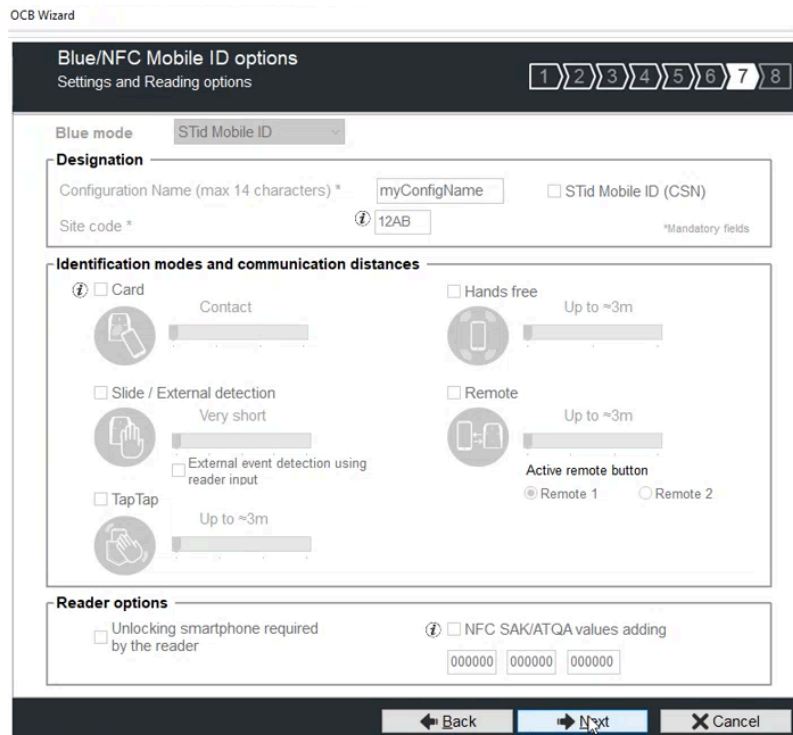 OCB Wizard
Blue/NFC Mobile ID options
Settings and Reading options
1 2 3 4 5 6 7 8
Blue mode STid Mobile ID
Designation
Configuration Name (max 14 characters) * myConfigName STid Mobile ID (CSN)
Site code * i 12AB *Mandatory fields
Identification modes and communication distances
i Card
Contact
Hands free
Up to ≈3m
Slide / External detection
Very short
External event detection using
reader input
Remote
Up to ≈3m
Active remote button
Remote 1 Remote 2
TapTap
Up to ≈3m
Reader options
Unlocking smartphone required
by the reader
i NFC SAK/ATQA values adding
000000 000000 000000
Back Next Cancel